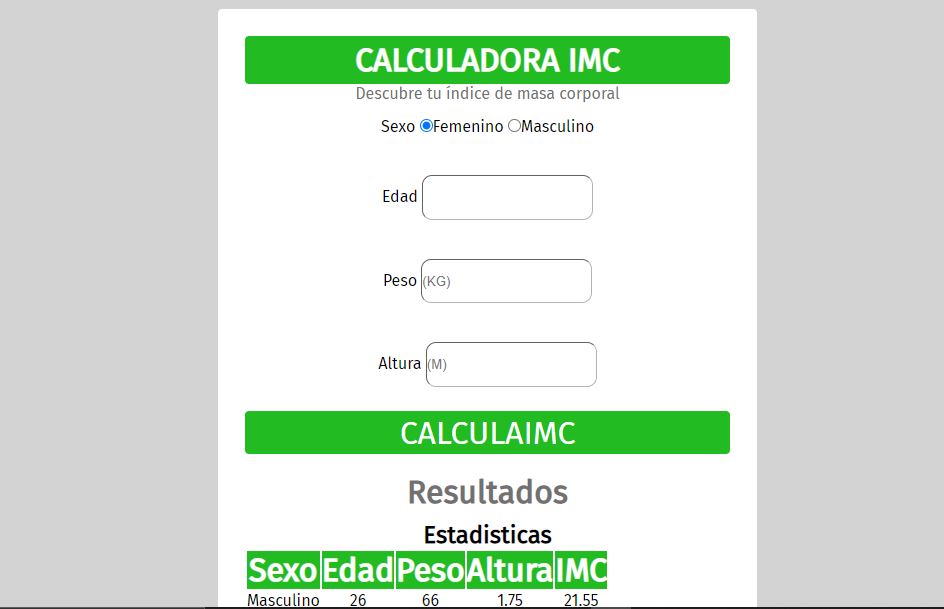 CALCULADORA IMC
Descubre tu índice de masa corporal
Sexo Femenino Masculino
Edad
Peso (KG)
Altura (M)
CALCULAIMC
Resultados
Estadisticas
Sexo Edad Peso Altura IMC
Masculino 26 66 1.75 21.55